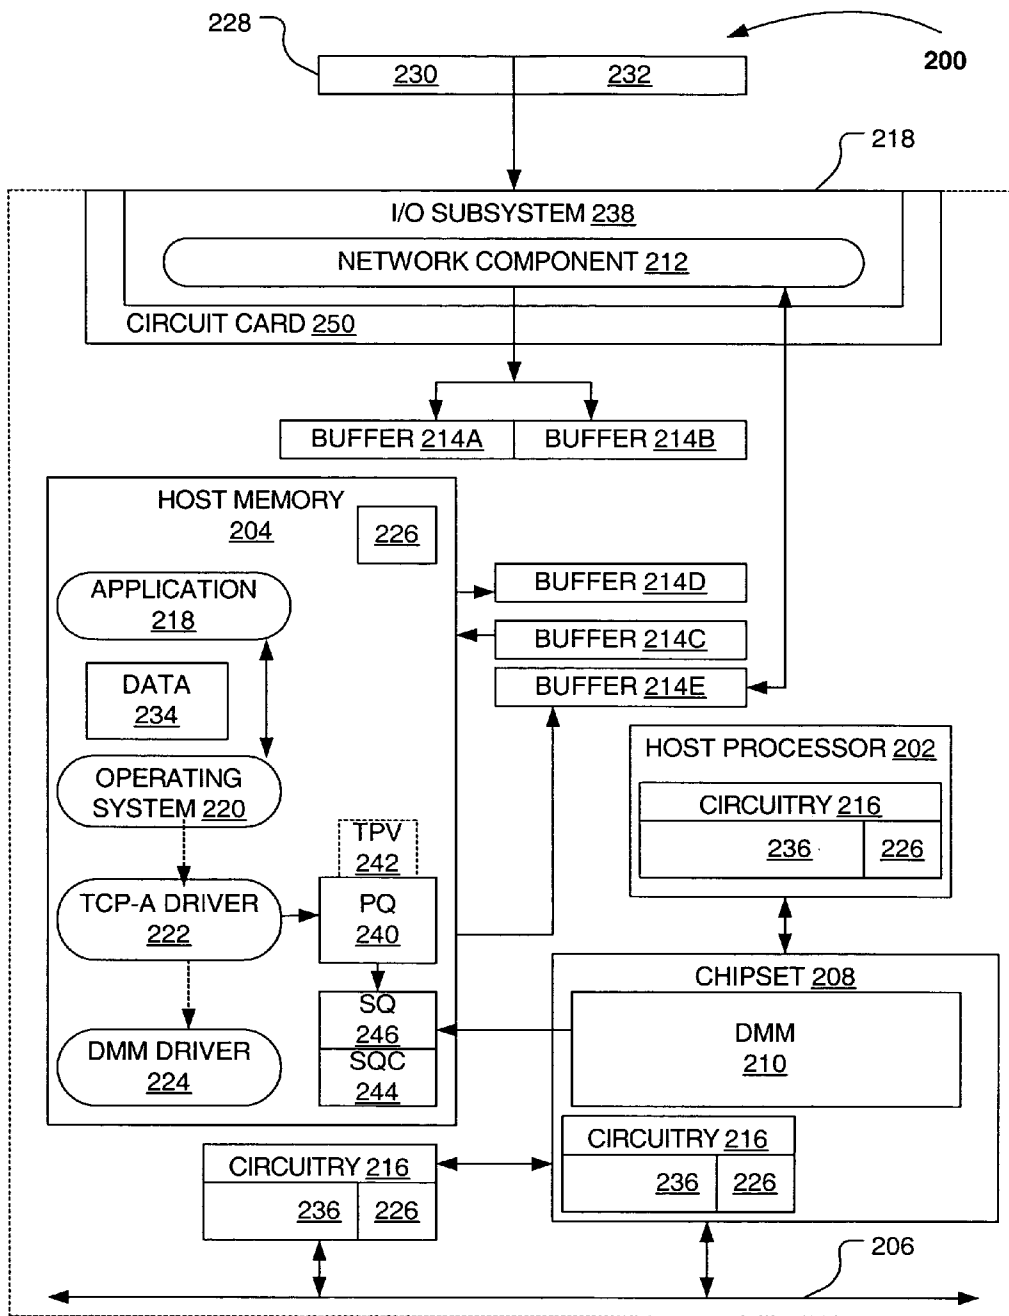 228
200
230
232
218
I/O SUBSYSTEM 238
NETWORK COMPONENT 212
CIRCUIT CARD 250
BUFFER 214A
BUFFER 214B
HOST MEMORY
204
226
APPLICATION
218
BUFFER 214D
BUFFER 214C
BUFFER 214E
DATA
234
HOST PROCESSOR 202
CIRCUITRY 216
236
226
OPERATING
SYSTEM 220
TPV
242
TCP-A DRIVER
222
PQ
240
CHIPSET 208
DMM
210
SQ
246
SQC
244
DMM DRIVER
224
CIRCUITRY 216
236
226
CIRCUITRY 216
236
226
206